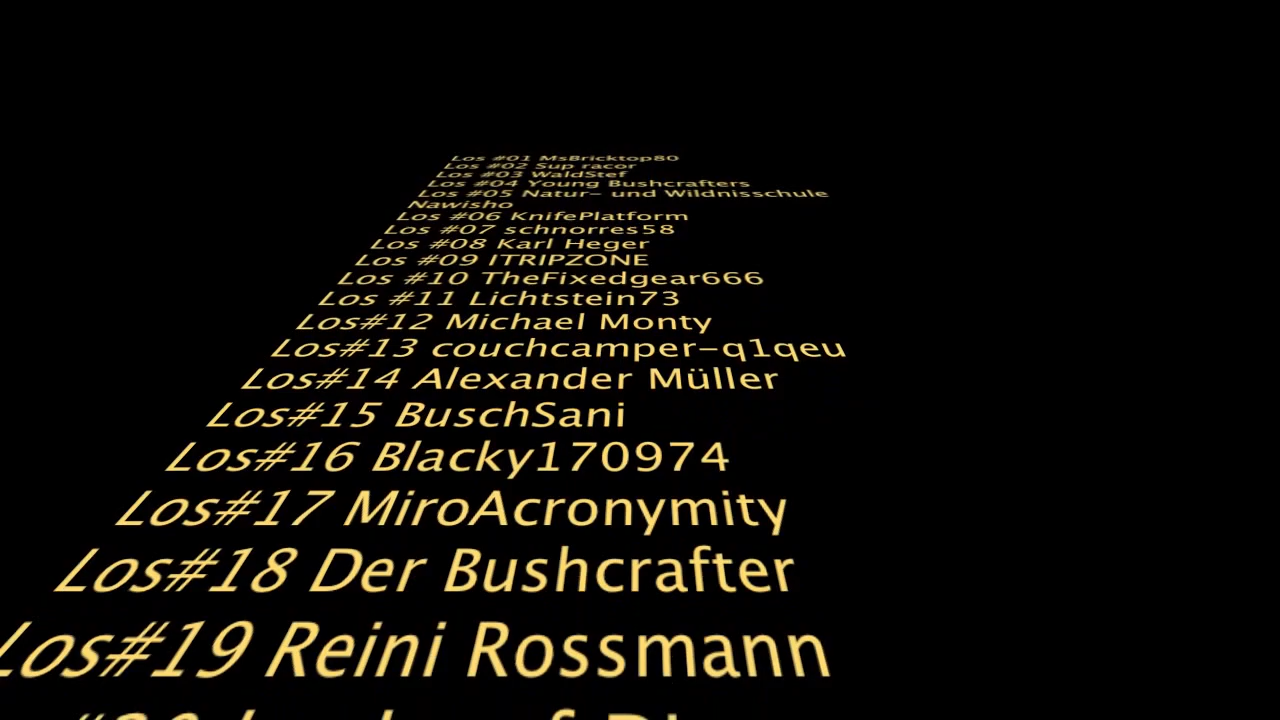 Los #01 MsBricktop80
Los #02 Sup racor
Los #03 WaldStef
Los #04 Young Bushcrafters
Los #05 Natur- und Wildnisschule
Nawisho
Los #06 KnifePlatform
Los #07 schnorres58
Los #08 Karl Heger
Los #09 ITRIPZONE
Los #10 TheFixedgear666
Los #11 Lichtstein73
Los#12 Michael Monty
Los#13 couchcamper-q1qeu
Los#14 Alexander Müller
Los#15 BuschSani
Los#16 Blacky170974
Los#17 MiroAcronymity
Los#18 Der Bushcrafter
Los#19 Reini Rossmann